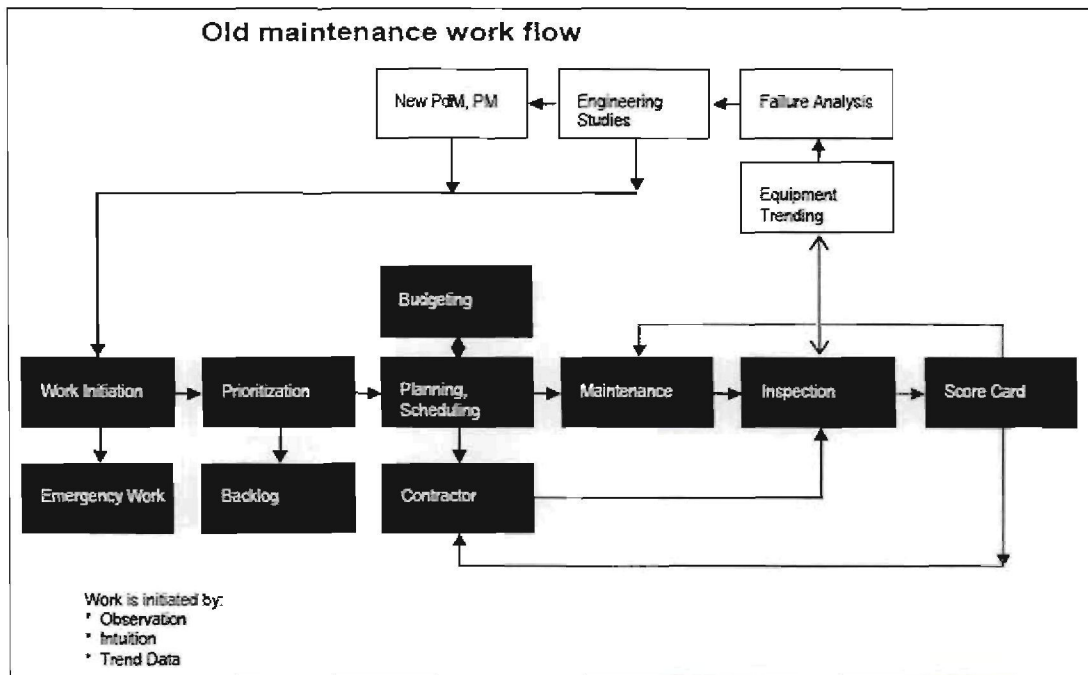 Old maintenance work flow
New PdM, PM
Engineering
Studies
Failure Analysis
Equipment
Trending
Budgeting
Work Initiation
Prioritization
Planning,
Scheduling
Maintenance
Inspection
Score Card
Emergency Work
Backlog
Contractor
Work is initiated by:
* Observation
* Intuition
* Trend Data